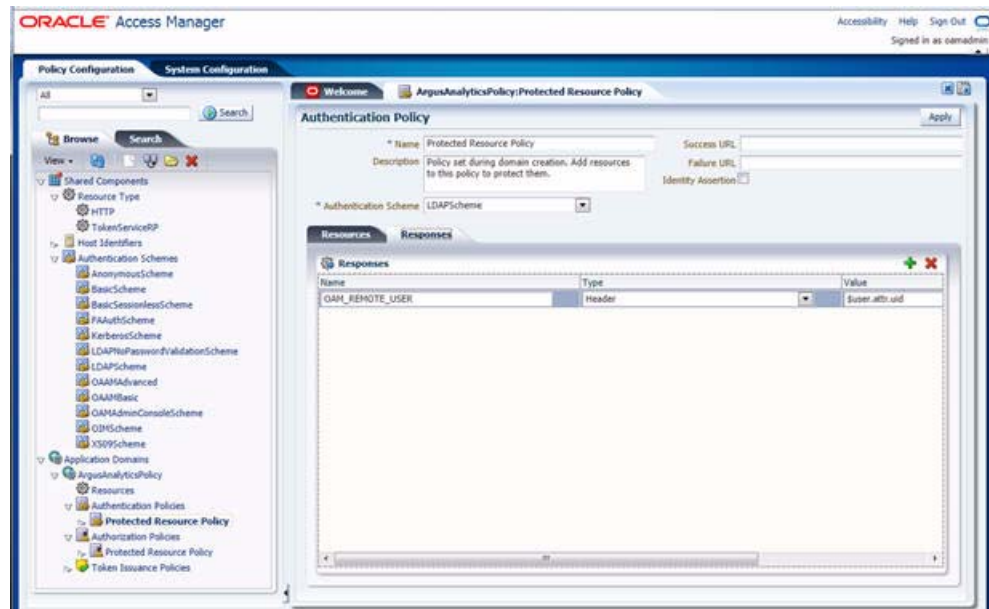 ORACLE Access Manager
Accessibility Help Sign Out
Signed in as oamadmin
Policy Configuration
System Configuration
All
Search
Browse
Search
View
Shared Components
Resource Type
HTTP
TokenServiceRP
Host Identifiers
Authentication Schemes
AnonymousScheme
BasicScheme
BasicSessionlessScheme
FAAuthScheme
KerberosScheme
LDAPNoPasswordValidationScheme
LDAPScheme
OAAMAdvanced
OAAMBasic
OAMAdminConsoleScheme
OIMScheme
X509Scheme
Application Domains
ArgusAnalyticsPolicy
Resources
Authentication Policies
Protected Resource Policy
Authorization Policies
Protected Resource Policy
Token Issuance Policies
Welcome
ArgusAnalyticsPolicy:Protected Resource Policy
Authentication Policy
Apply
* Name Protected Resource Policy
Success URL
Description Policy set during domain creation. Add resources
to this policy to protect them.
Failure URL
Identity Assertion
* Authentication Scheme LDAPScheme
Resources
Responses
Responses
Name Type Value
OAM_REMOTE_USER Header $user.attr.uid